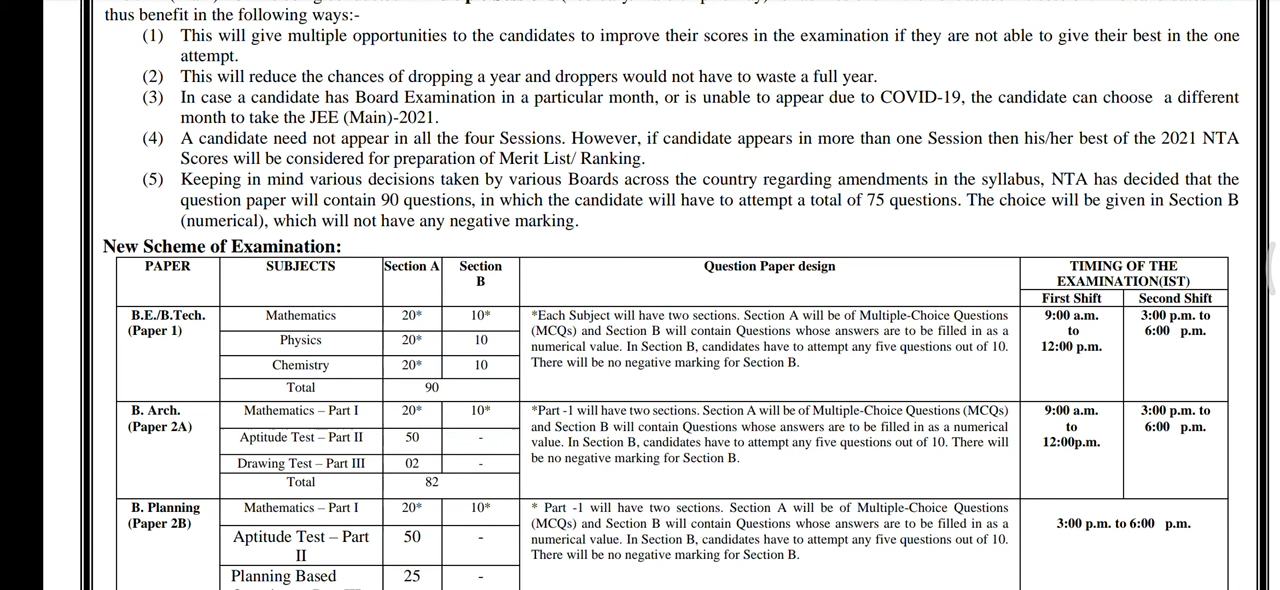 thus benefit in the following ways:-
(1) This will give multiple opportunities to the candidates to improve their scores in the examination if they are not able to give their best in the one
attempt.
(2) This will reduce the chances of dropping a year and droppers would not have to waste a full year.
(3) In case a candidate has Board Examination in a particular month, or is unable to appear due to COVID-19, the candidate can choose a different
month to take the JEE (Main)-2021.
(4) A candidate need not appear in all the four Sessions. However, if candidate appears in more than one Session then his/her best of the 2021 NTA
Scores will be considered for preparation of Merit List/ Ranking.
(5) Keeping in mind various decisions taken by various Boards across the country regarding amendments in the syllabus, NTA has decided that the
question paper will contain 90 questions, in which the candidate will have to attempt a total of 75 questions. The choice will be given in Section B
(numerical), which will not have any negative marking.
New Scheme of Examination:
PAPER SUBJECTS Section A Section B Question Paper design TIMING OF THE EXAMINATION(IST)
First Shift Second Shift
B.E./B.Tech. (Paper 1)
Mathematics 20* 10*
Physics 20* 10
Chemistry 20* 10
Total 90
*Each Subject will have two sections. Section A will be of Multiple-Choice Questions
(MCQs) and Section B will contain Questions whose answers are to be filled in as a
numerical value. In Section B, candidates have to attempt any five questions out of 10.
There will be no negative marking for Section B.
9:00 a.m. to 12:00 p.m.
3:00 p.m. to 6:00 p.m.
B. Arch. (Paper 2A)
Mathematics – Part I 20* 10*
Aptitude Test – Part II 50 -
Drawing Test – Part III 02 -
Total 82
*Part -1 will have two sections. Section A will be of Multiple-Choice Questions (MCQs)
and Section B will contain Questions whose answers are to be filled in as a numerical
value. In Section B, candidates have to attempt any five questions out of 10. There will
be no negative marking for Section B.
9:00 a.m. to 12:00p.m.
3:00 p.m. to 6:00 p.m.
B. Planning (Paper 2B)
Mathematics – Part I 20* 10*
Aptitude Test – Part II 50 -
Planning Based 25 -
* Part -1 will have two sections. Section A will be of Multiple-Choice Questions
(MCQs) and Section B will contain Questions whose answers are to be filled in as a
numerical value. In Section B, candidates have to attempt any five questions out of 10.
There will be no negative marking for Section B.
3:00 p.m. to 6:00 p.m.